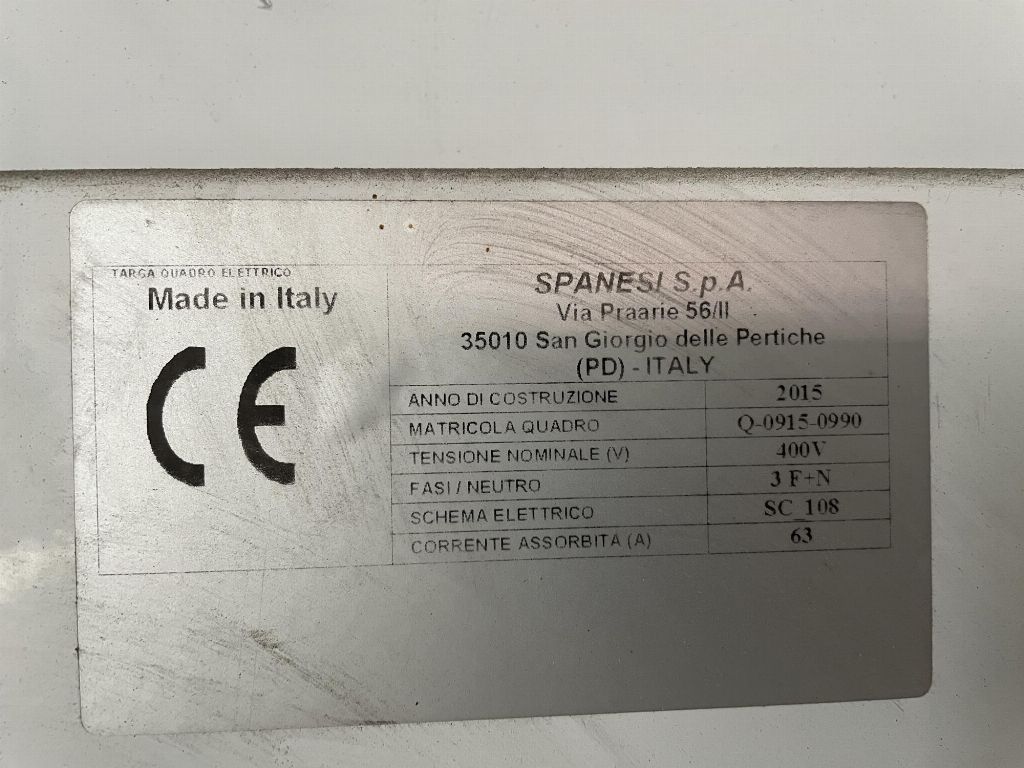 TARGA QUADRO ELETTRICO
Made in Italy
CE
SPANESI S.p.A.
Via Praarie 56/II
35010 San Giorgio delle Pertiche
(PD) - ITALY
ANNO DI COSTRUZIONE 2015
MATRICOLA QUADRO Q-0915-0990
TENSIONE NOMINALE (V) 400V
FASI / NEUTRO 3 F+N
SCHEMA ELETTRICO SC_108
CORRENTE ASSORBITA (A) 63